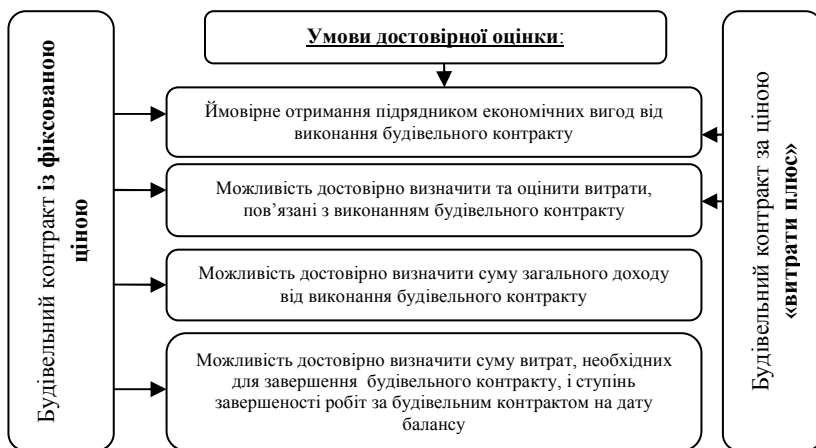 Умови достовірної оцінки:
Будівельний контракт із фіксованою
ціною
Ймовірне отримання підрядником економічних вигод від
виконання будівельного контракту
Можливість достовірно визначити та оцінити витрати,
пов’язані з виконанням будівельного контракту
Можливість достовірно визначити суму загального доходу
від виконання будівельного контракту
Можливість достовірно визначити суму витрат, необхідних
для завершення будівельного контракту, і ступінь
завершеності робіт за будівельним контрактом на дату
балансу
Будівельний контракт за ціною
«витрати плюс»